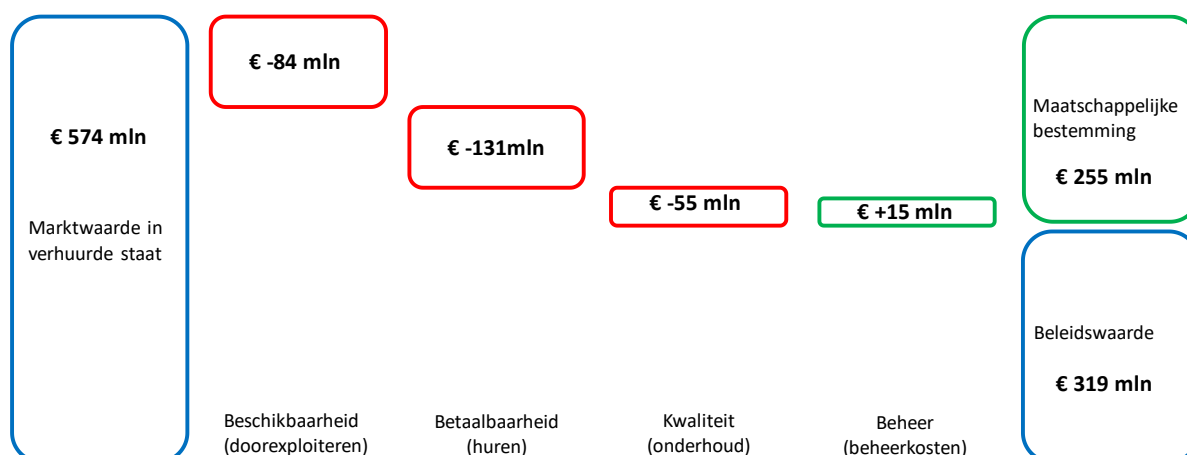 € 574 mln
Marktwaarde in
verhuurde staat
€ -84 mln
Beschikbaarheid
(doorexploiteren)
€ -131mln
Betaalbaarheid
(huren)
€ -55 mln
Kwaliteit
(onderhoud)
€ +15 mln
Beheer
(beheerkosten)
Maatschappelijke
bestemming
€ 255 mln
Beleidswaarde
€ 319 mln